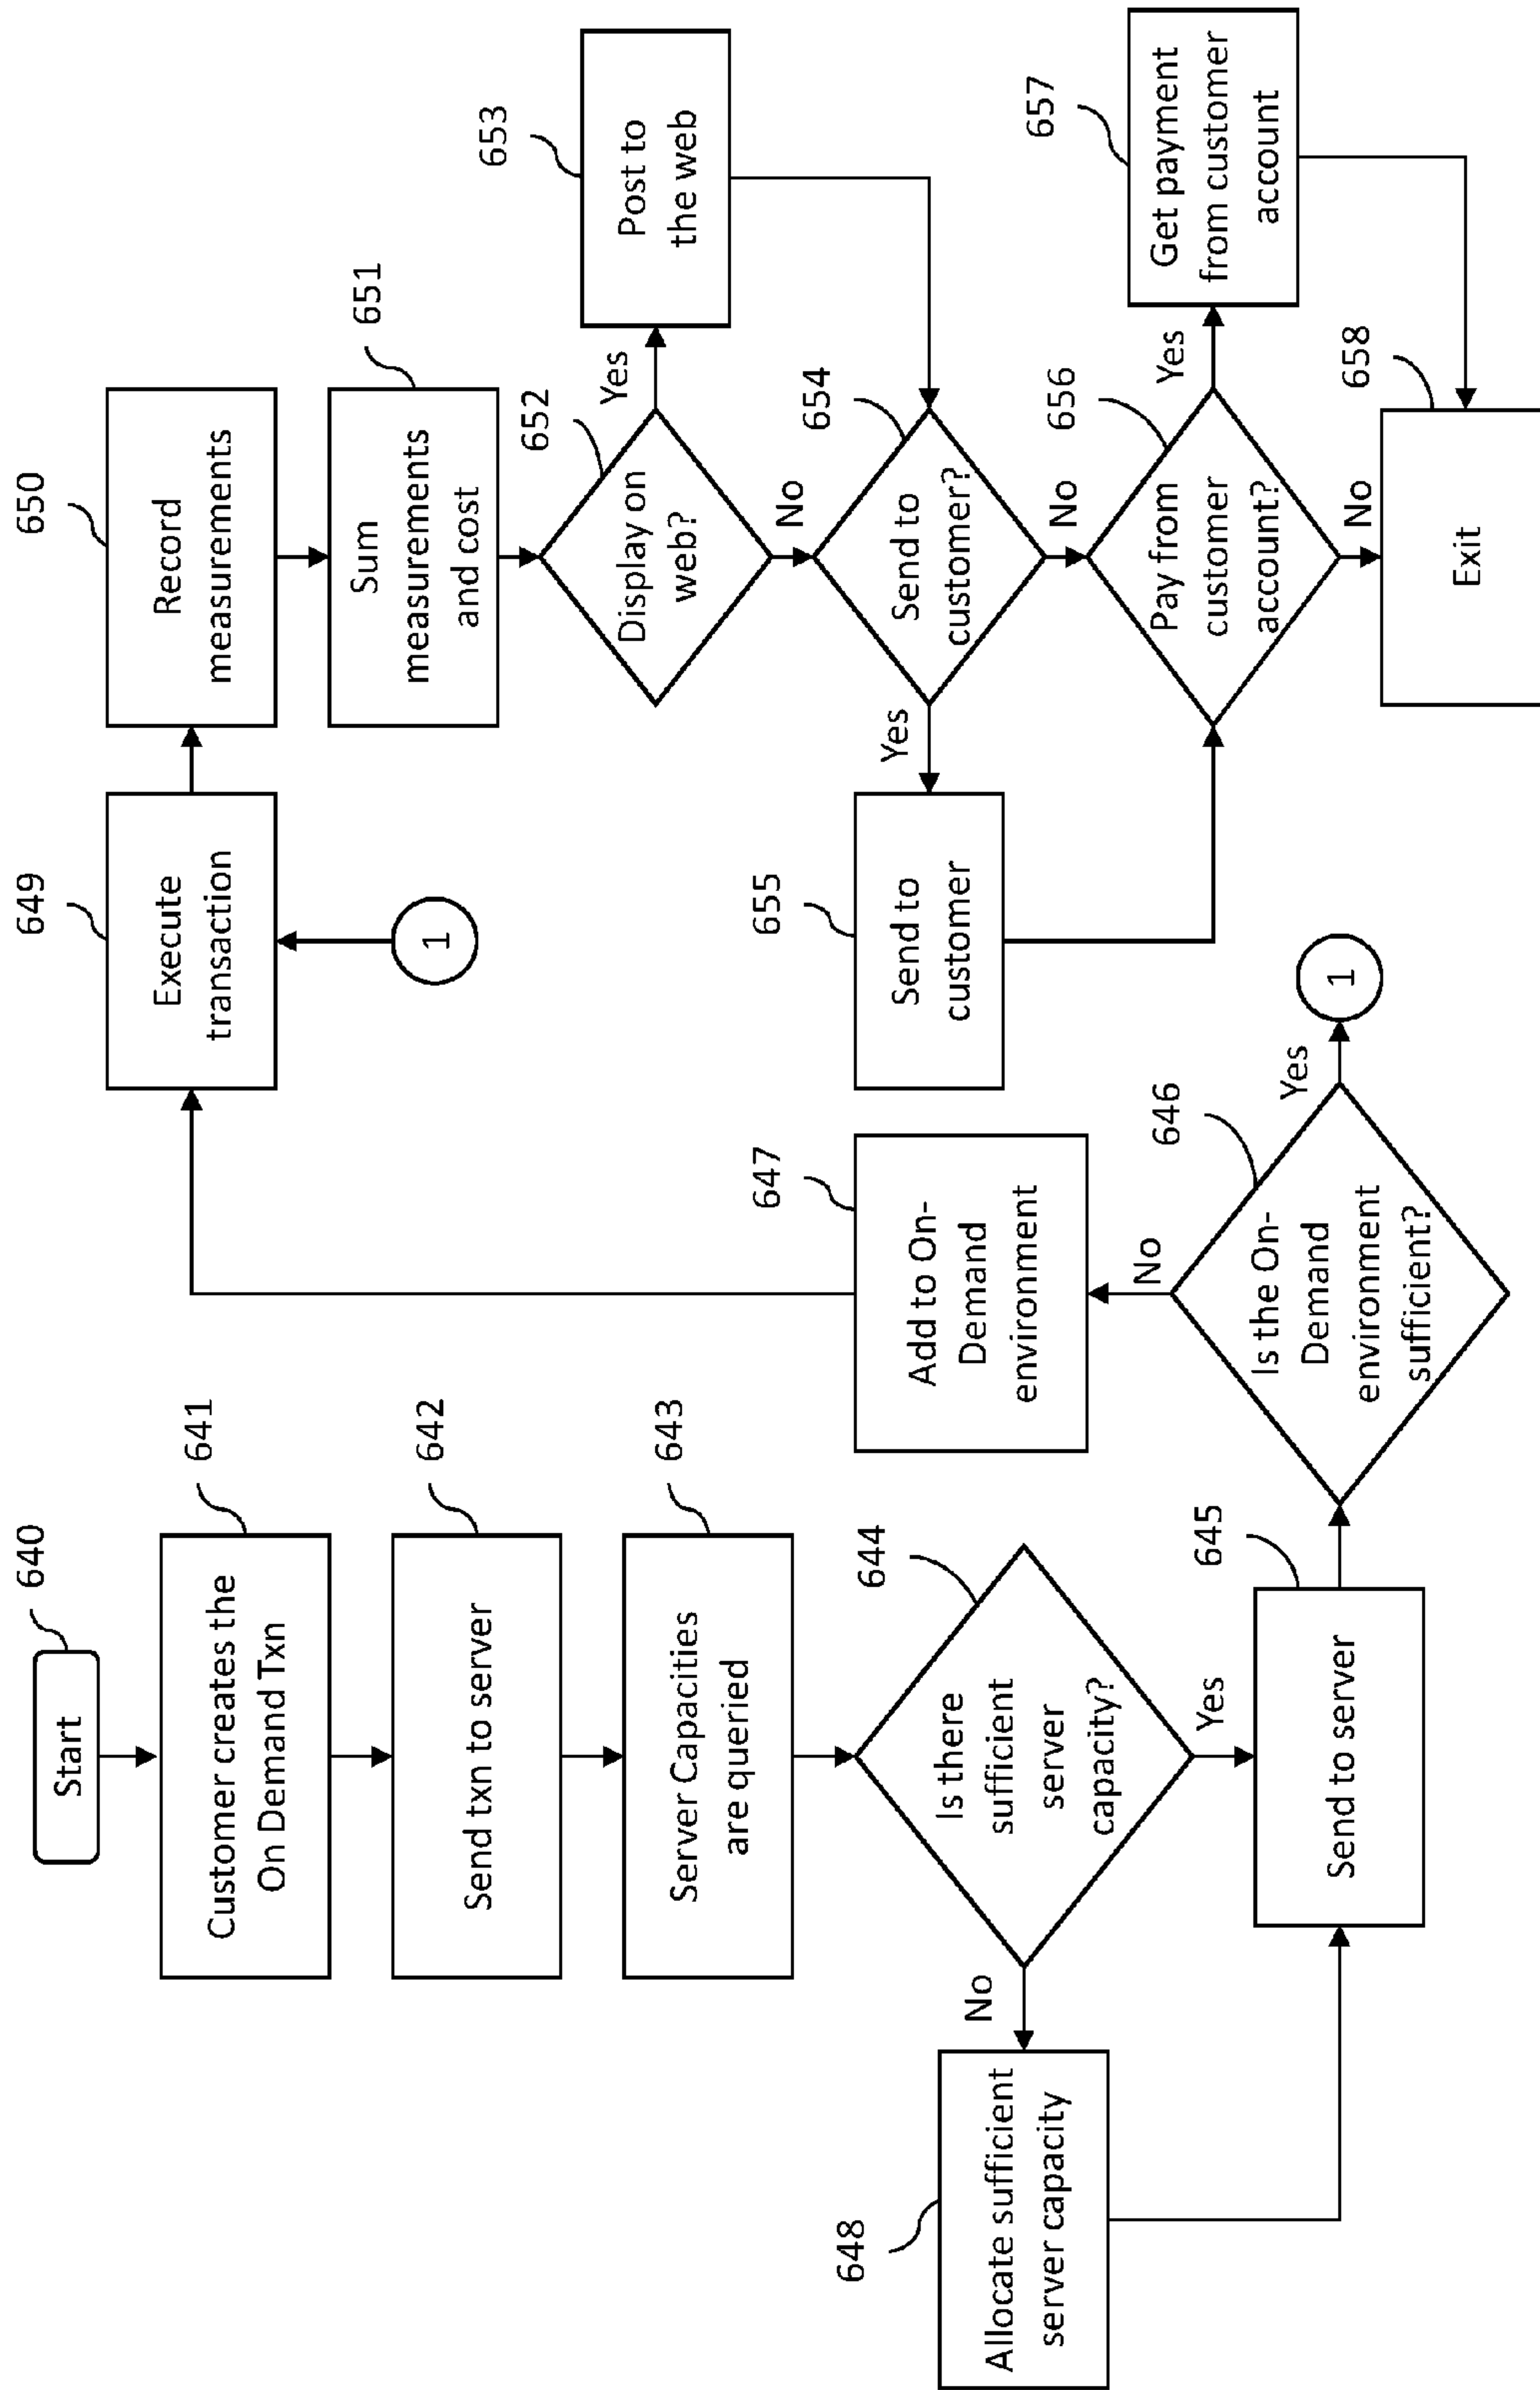 640
Start
641
Customer creates the
On Demand Txn
642
Send txn to server
643
Server Capacities
are queried
644
Is there
sufficient
server
capacity?
No
Yes
648
Allocate sufficient
server capacity
645
Send to server
646
Is the On-
Demand
environment
sufficient?
No
Yes
1
647
Add to On-
Demand
environment
649
Execute
transaction
1
650
Record
measurements
651
Sum
measurements
and cost
652
Display on
web?
Yes
No
653
Post to
the web
654
Send to
customer?
Yes
No
655
Send to
customer
656
Pay from
customer
account?
Yes
No
657
Get payment
from customer
account
658
Exit